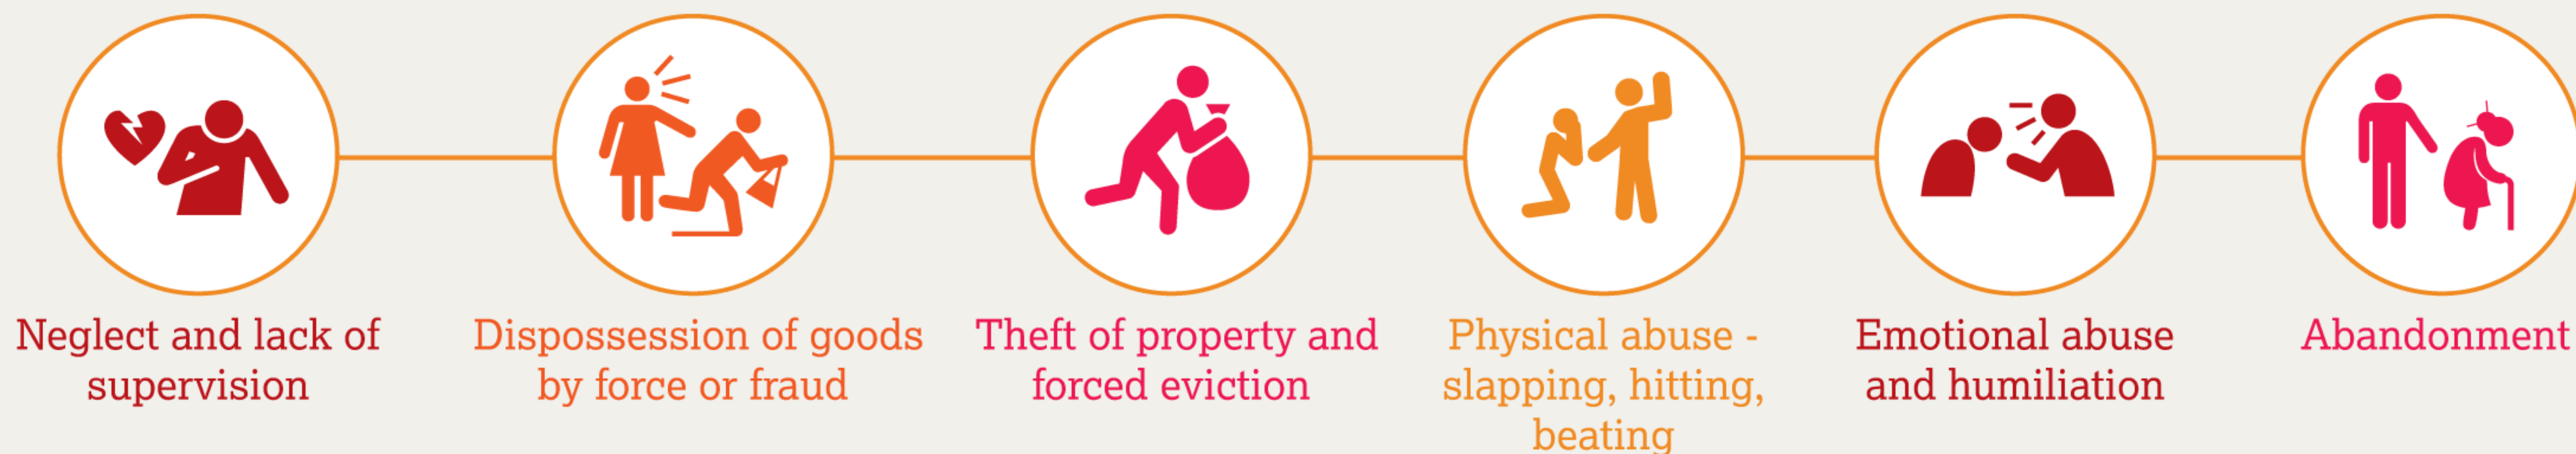 Neglect and lack of
supervision
Dispossession of goods
by force or fraud
Theft of property and
forced eviction
Physical abuse -
slapping, hitting,
beating
Emotional abuse
and humiliation
Abandonment